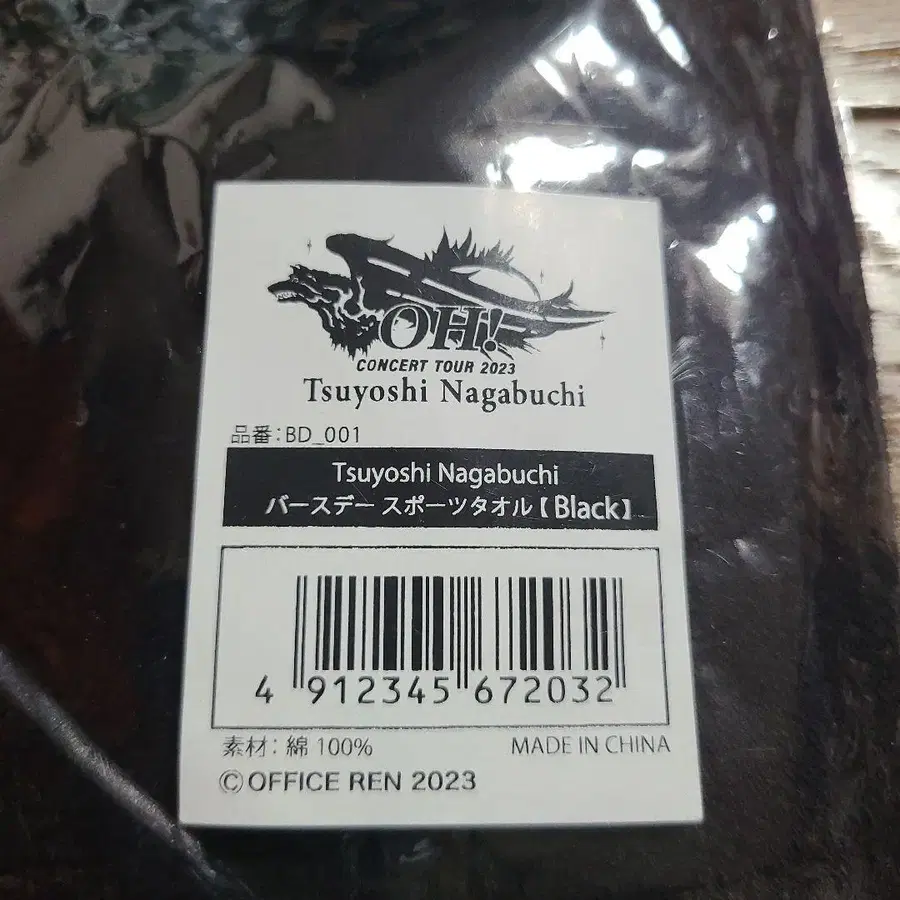 OH!
CONCERT TOUR 2023
Tsuyoshi Nagabuchi
品番:BD_001
Tsuyoshi Nagabuchi
バースデー スポーツタオル【Black】
4 912345 672032
素材:綿 100% MADE IN CHINA
©OFFICE REN 2023